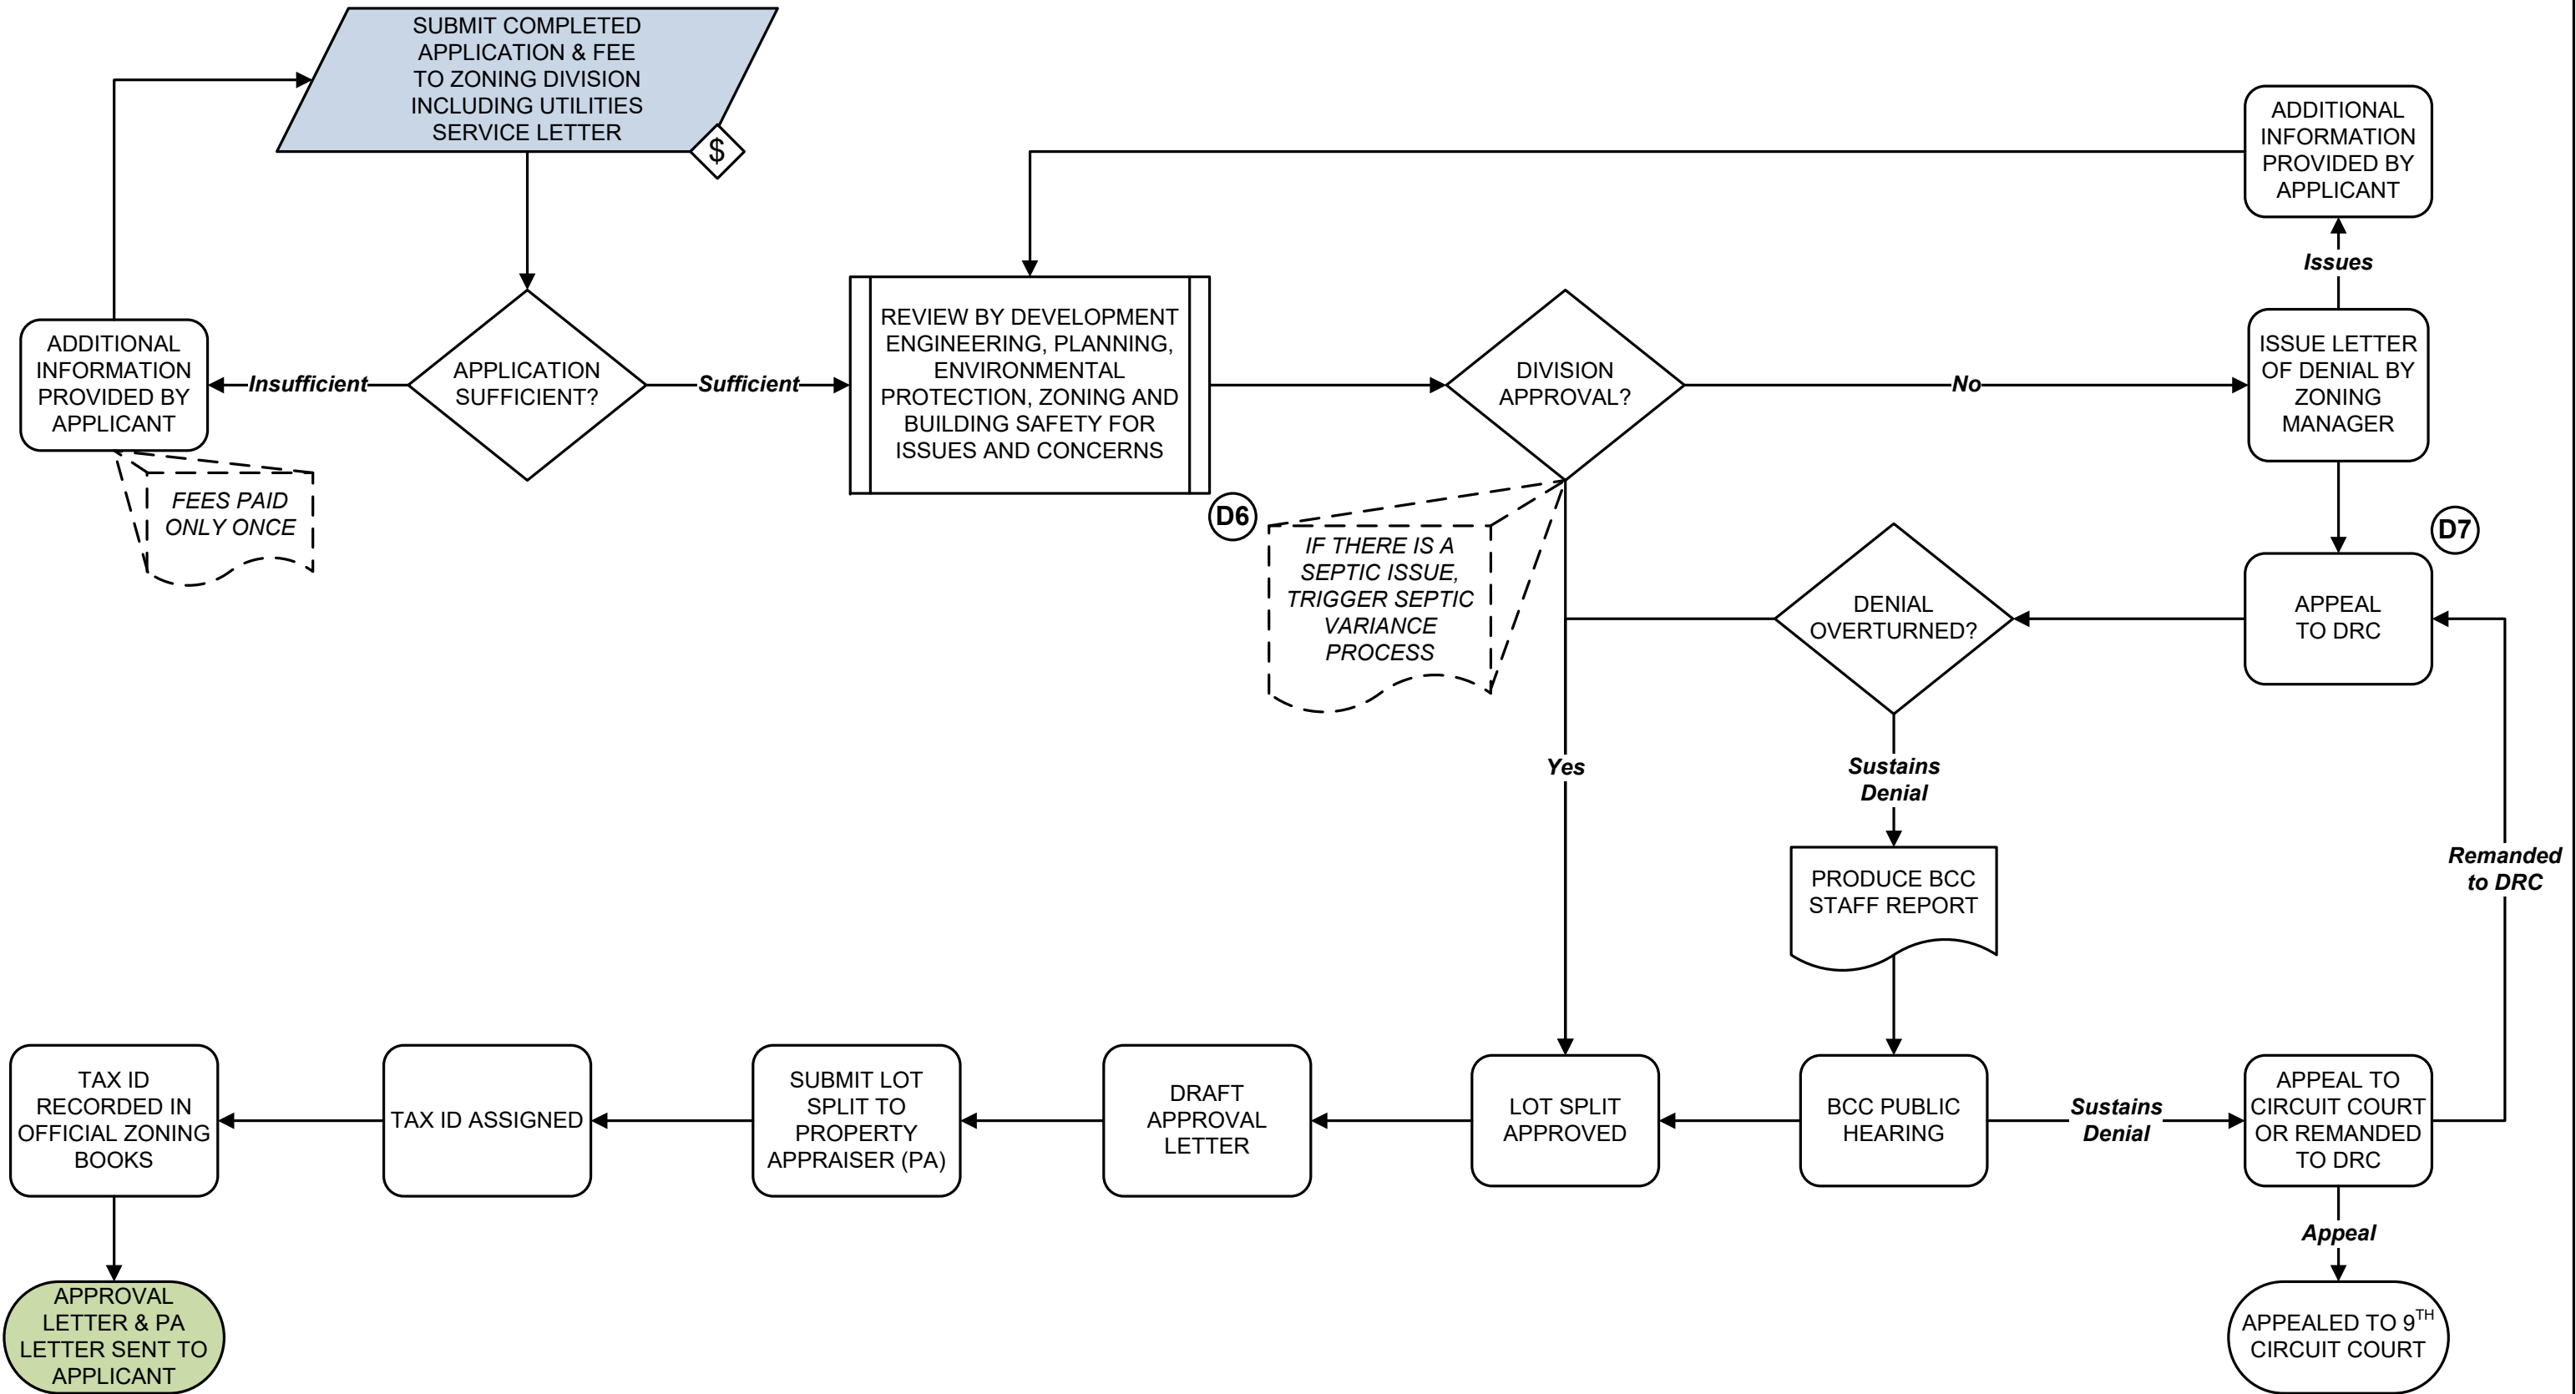 SUBMIT COMPLETED
APPLICATION & FEE
TO ZONING DIVISION
INCLUDING UTILITIES
SERVICE LETTER
$
ADDITIONAL
INFORMATION
PROVIDED BY
APPLICANT
Issues
ADDITIONAL
INFORMATION
PROVIDED BY
APPLICANT
Insufficient
APPLICATION
SUFFICIENT?
Sufficient
REVIEW BY DEVELOPMENT
ENGINEERING, PLANNING,
ENVIRONMENTAL
PROTECTION, ZONING AND
BUILDING SAFETY FOR
ISSUES AND CONCERNS
DIVISION
APPROVAL?
No
ISSUE LETTER
OF DENIAL BY
ZONING
MANAGER
FEES PAID
ONLY ONCE
D6
IF THERE IS A
SEPTIC ISSUE,
TRIGGER SEPTIC
VARIANCE
PROCESS
D7
DENIAL
OVERTURNED?
APPEAL
TO DRC
Yes
Sustains
Denial
PRODUCE BCC
STAFF REPORT
Remanded
to DRC
TAX ID
RECORDED IN
OFFICIAL ZONING
BOOKS
TAX ID ASSIGNED
SUBMIT LOT
SPLIT TO
PROPERTY
APPRAISER (PA)
DRAFT
APPROVAL
LETTER
LOT SPLIT
APPROVED
BCC PUBLIC
HEARING
Sustains
Denial
APPEAL TO
CIRCUIT COURT
OR REMANDED
TO DRC
Appeal
APPROVAL
LETTER & PA
LETTER SENT TO
APPLICANT
APPEALED TO 9TH
CIRCUIT COURT